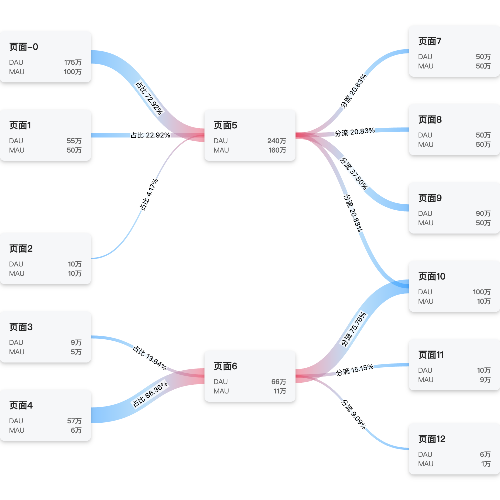 页面-0
DAU 175万
MAU 100万
页面1
DAU 55万
MAU 50万
页面2
DAU 10万
MAU 10万
页面3
DAU 9万
MAU 5万
页面4
DAU 57万
MAU 6万
占比 72.92%
占比 22.92%
占比 4.17%
占比 13.64%
占比 86.36%
页面5
DAU 240万
MAU 160万
页面6
DAU 66万
MAU 11万
分流 20.83%
分流 20.83%
分流 37.50%
分流 20.83%
分流 75.76%
分流 15.15%
分流 9.09%
页面7
DAU 50万
MAU 50万
页面8
DAU 50万
MAU 50万
页面9
DAU 90万
MAU 50万
页面10
DAU 100万
MAU 10万
页面11
DAU 10万
MAU 9万
页面12
DAU 6万
MAU 1万